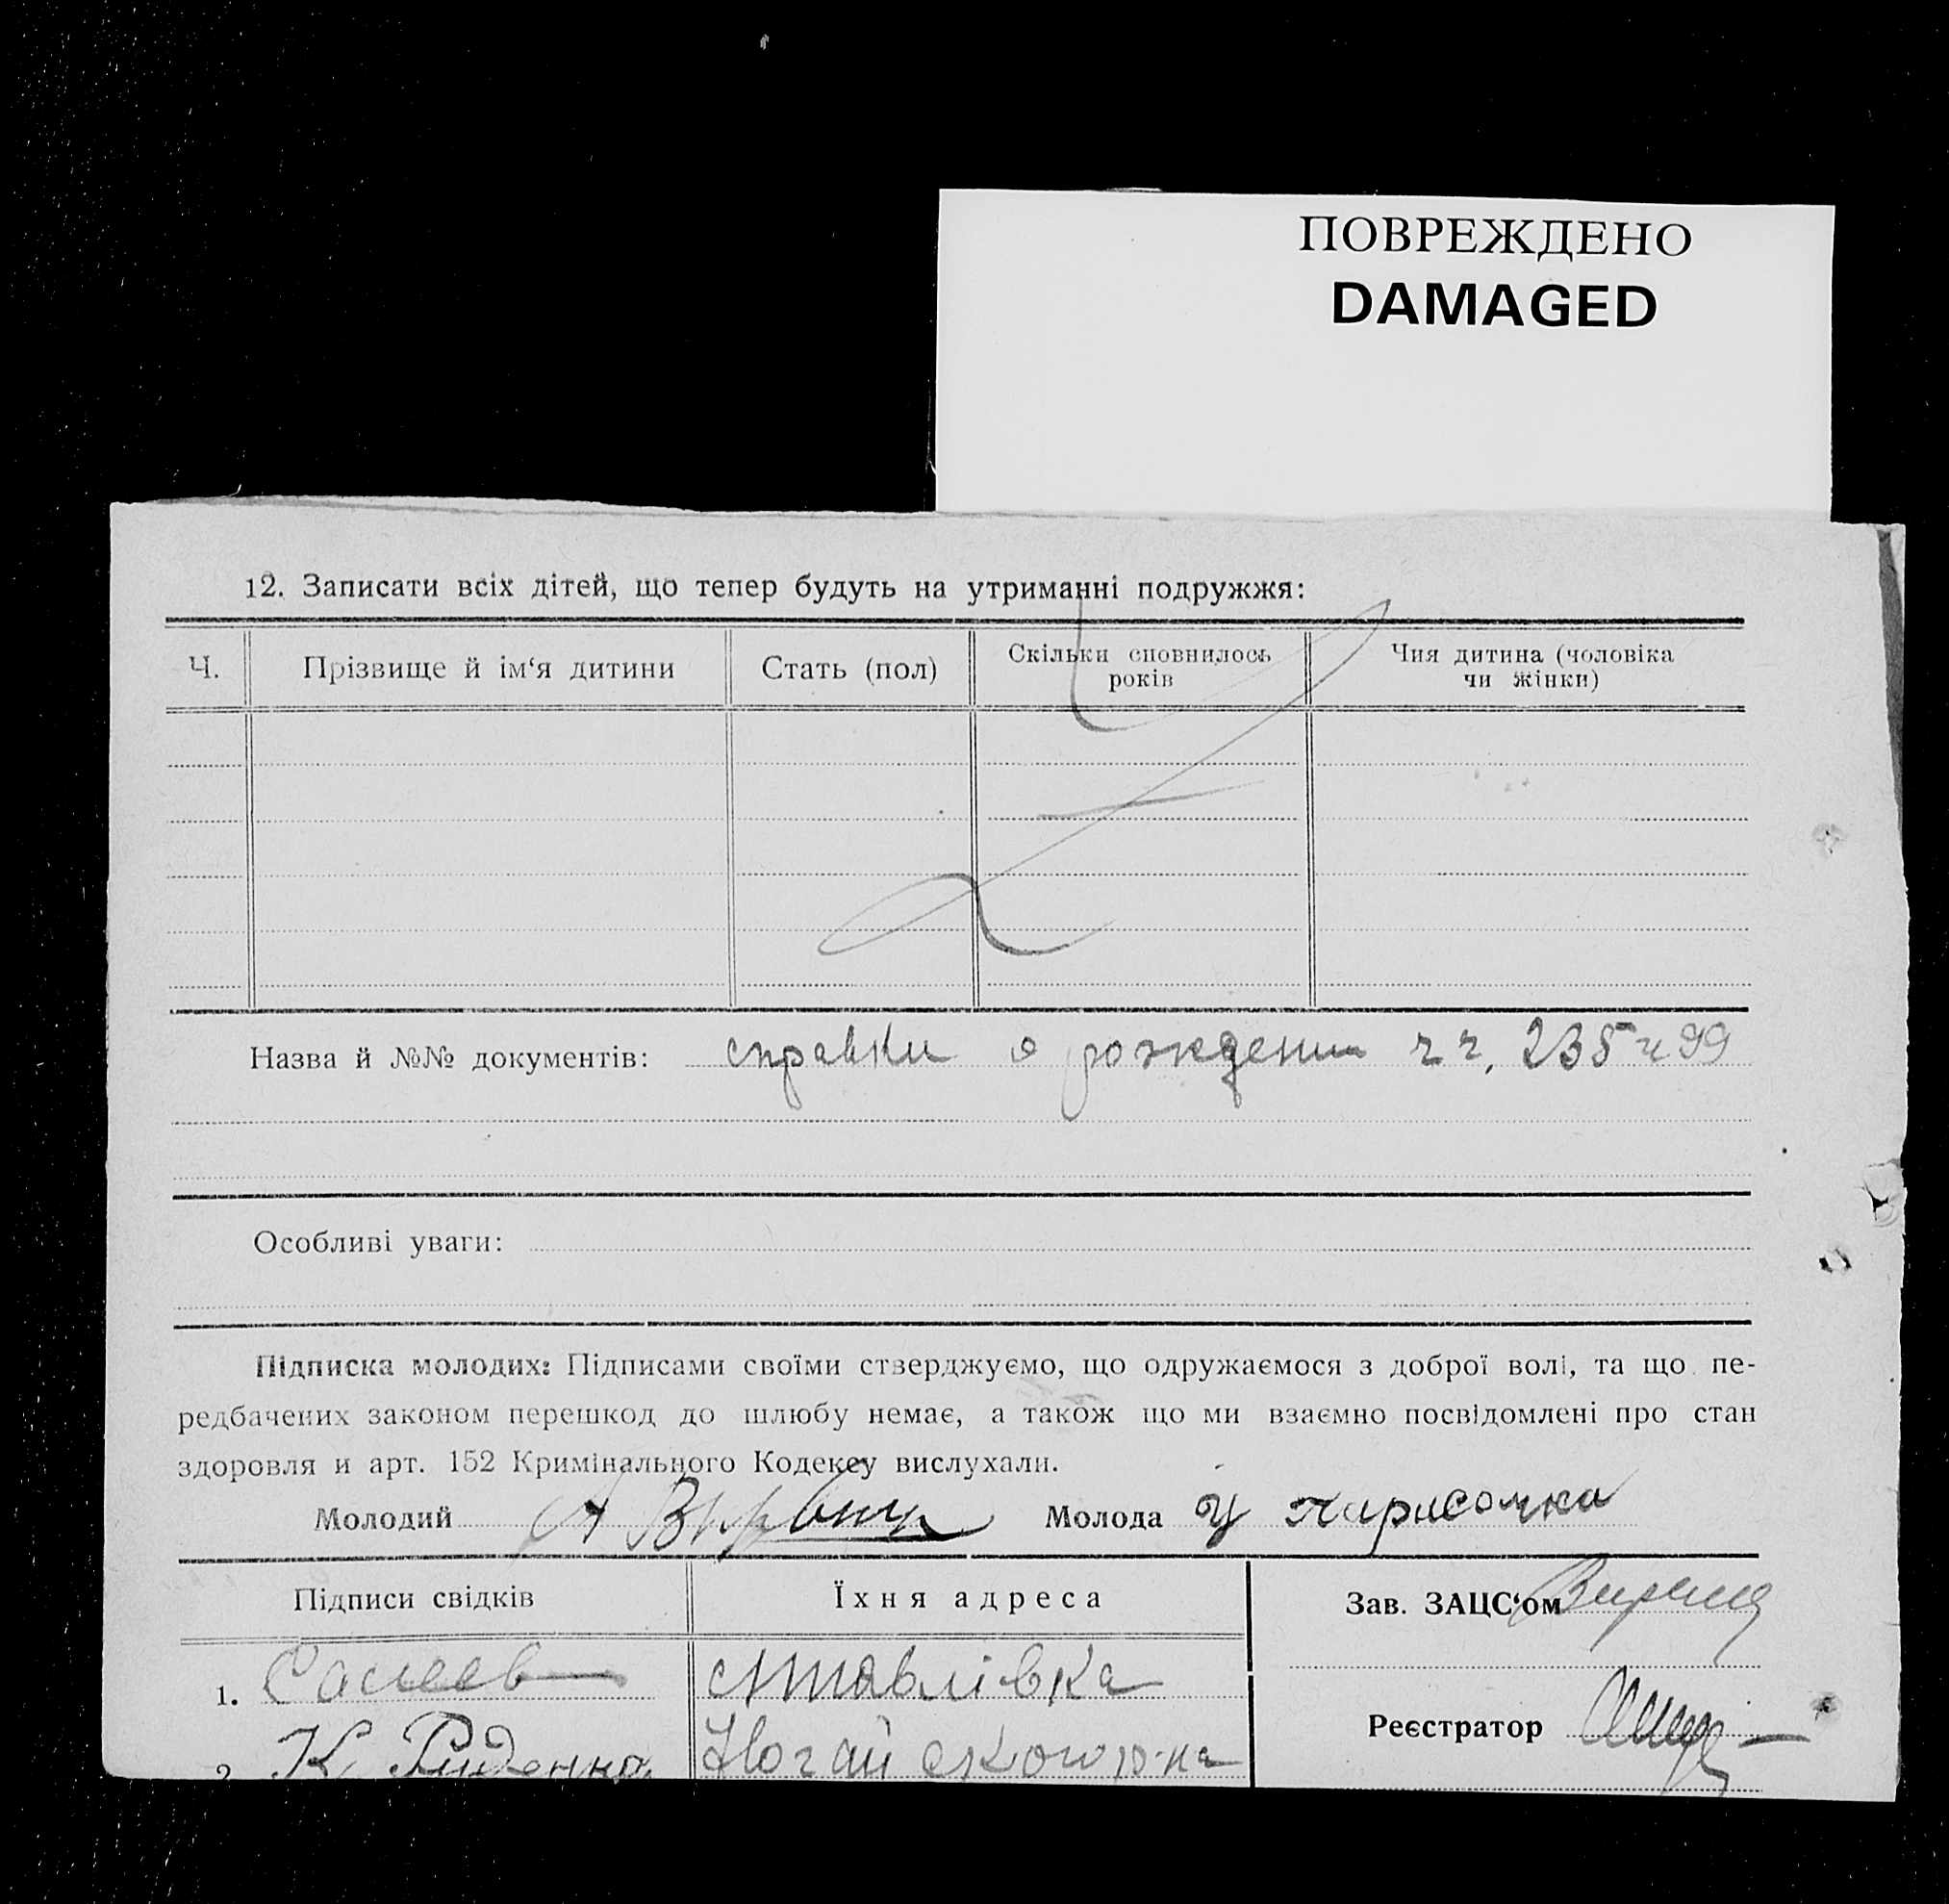 ПОВРЕЖДЕНО
DAMAGED
12. Записати всіх дітей, що тепер будуть на утриманні подружжя:
Ч. Прізвище й ім‘я дитини Стать (пол) Скільки сповнилось років Чия дитина (чоловіка чи жінки)
Назва й №№ документів: справки о рождении чч. 235 и 99
Особливі уваги:
Підписка молодих: Підписами своїми стверджуємо, що одружаємося з доброї волі, та що пе-
редбачених законом перешкод до шлюбу немає, а також що ми взаємно посвідомлені про стан
здоровля и арт. 152 Кримінального Кодексу вислухали.
Молодий Молода
Підписи свідків Їхня адреса Зав. ЗАЦС‘ом
1. Реєстратор
2. К Руденко Ногайського р-на